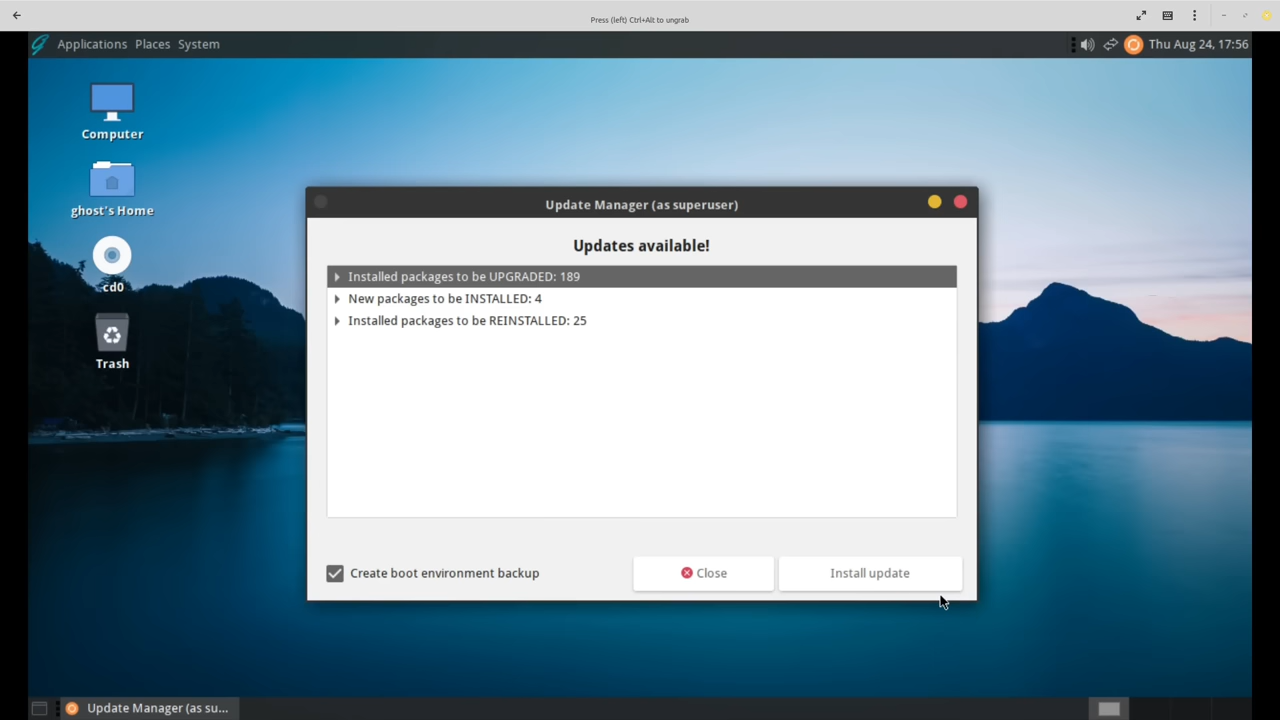 Press (left) Ctrl+Alt to ungrab
Applications Places System
Thu Aug 24, 17:56
Computer
ghost's Home
cd0
Trash
Update Manager (as superuser)
Updates available!
Installed packages to be UPGRADED: 189
New packages to be INSTALLED: 4
Installed packages to be REINSTALLED: 25
Create boot environment backup
Close
Install update
Update Manager (as su...